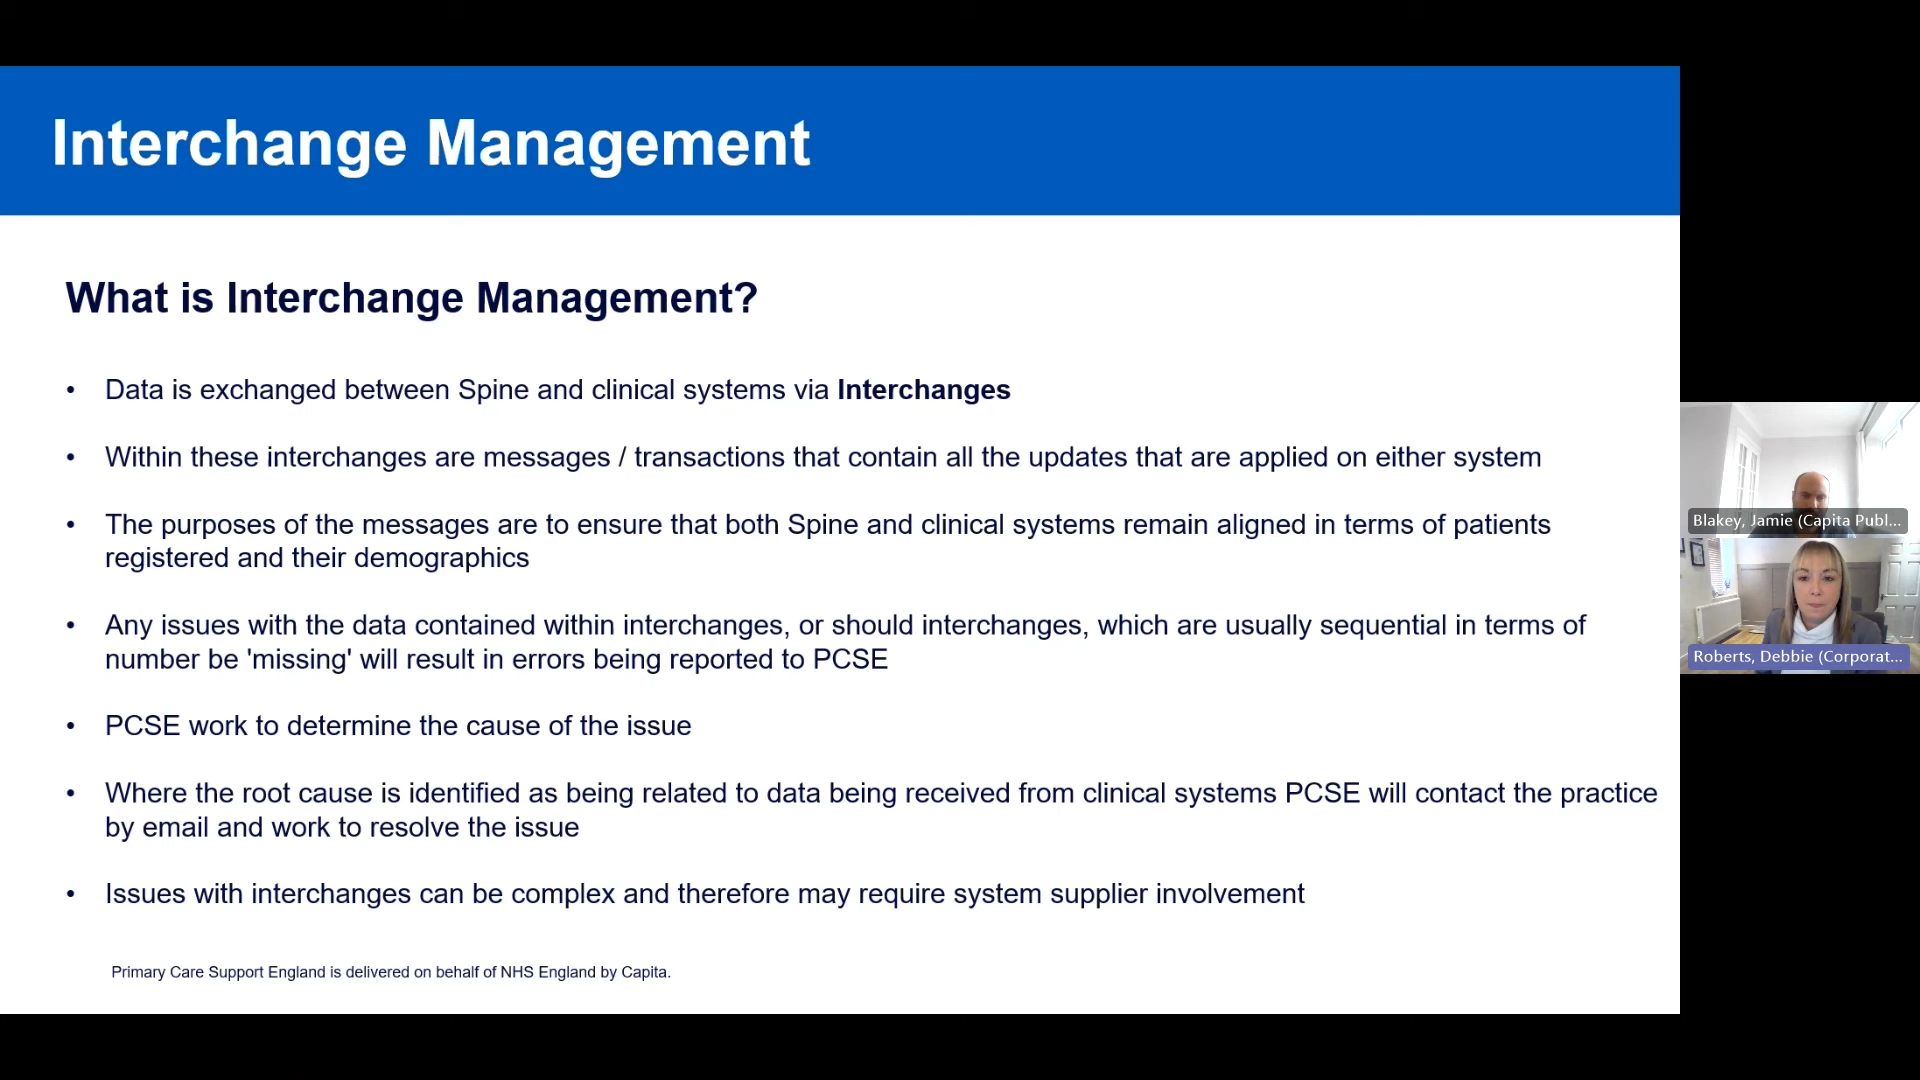 Interchange Management
What is Interchange Management?
• Data is exchanged between Spine and clinical systems via Interchanges
• Within these interchanges are messages / transactions that contain all the updates that are applied on either system
• The purposes of the messages are to ensure that both Spine and clinical systems remain aligned in terms of patients
registered and their demographics
• Any issues with the data contained within interchanges, or should interchanges, which are usually sequential in terms of
number be 'missing' will result in errors being reported to PCSE
• PCSE work to determine the cause of the issue
• Where the root cause is identified as being related to data being received from clinical systems PCSE will contact the practice
by email and work to resolve the issue
• Issues with interchanges can be complex and therefore may require system supplier involvement
Primary Care Support England is delivered on behalf of NHS England by Capita.
Blakey, Jamie (Capita Publ...
Roberts, Debbie (Corporat...